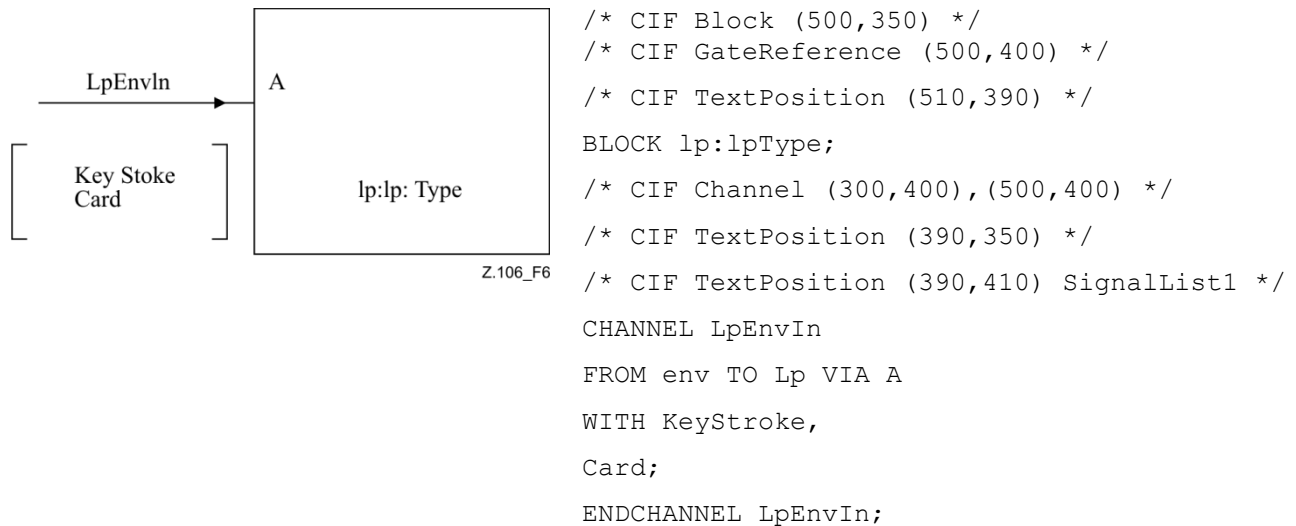 LpEnvln
A
Key Stoke
Card
lp:lp: Type
Z.106_F6
/* CIF Block (500,350) */
/* CIF GateReference (500,400) */
/* CIF TextPosition (510,390) */
BLOCK lp:lpType;
/* CIF Channel (300,400),(500,400) */
/* CIF TextPosition (390,350) */
/* CIF TextPosition (390,410) SignalList1 */
CHANNEL LpEnvIn
FROM env TO Lp VIA A
WITH KeyStroke,
Card;
ENDCHANNEL LpEnvIn;